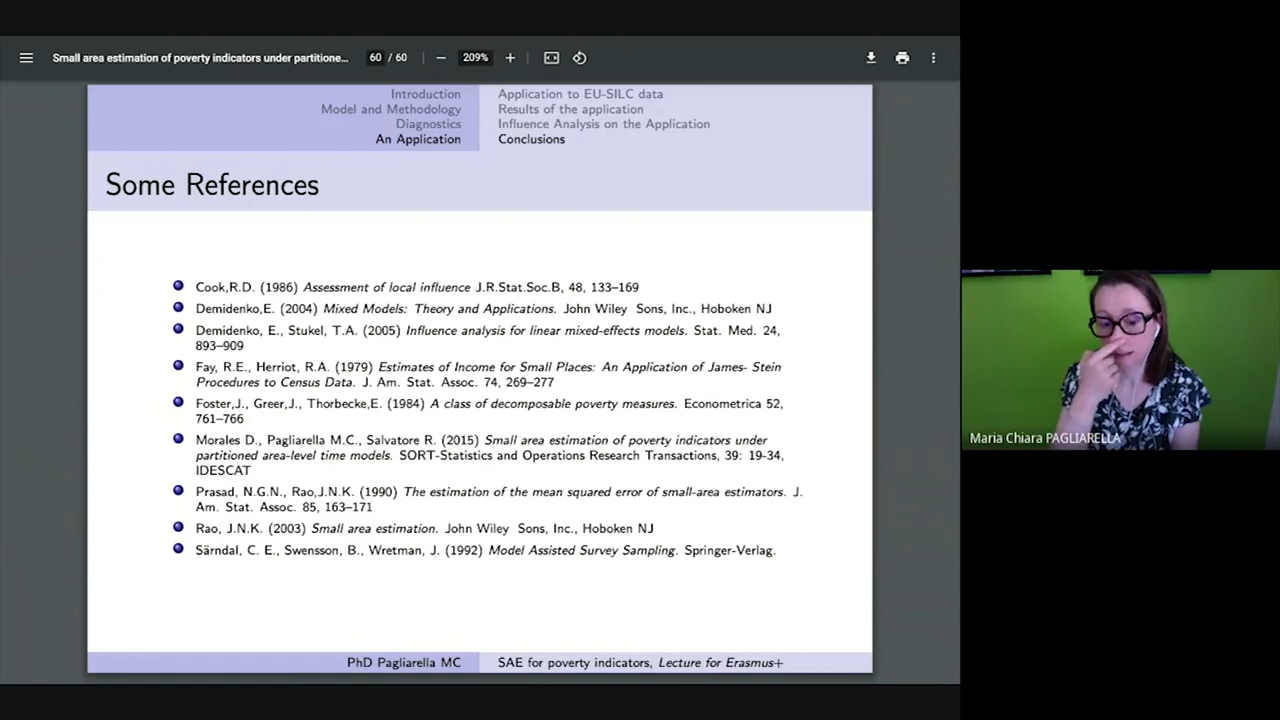 Small area estimation of poverty indicators under partitione...
60 / 60
209%
Introduction
Model and Methodology
Diagnostics
An Application
Application to EU-SILC data
Results of the application
Influence Analysis on the Application
Conclusions
Some References
Cook,R.D. (1986) Assessment of local influence J.R.Stat.Soc.B, 48, 133–169
Demidenko,E. (2004) Mixed Models: Theory and Applications. John Wiley Sons, Inc., Hoboken NJ
Demidenko, E., Stukel, T.A. (2005) Influence analysis for linear mixed-effects models. Stat. Med. 24,
893–909
Fay, R.E., Herriot, R.A. (1979) Estimates of Income for Small Places: An Application of James- Stein
Procedures to Census Data. J. Am. Stat. Assoc. 74, 269–277
Foster,J., Greer,J., Thorbecke,E. (1984) A class of decomposable poverty measures. Econometrica 52,
761–766
Morales D., Pagliarella M.C., Salvatore R. (2015) Small area estimation of poverty indicators under
partitioned area-level time models. SORT-Statistics and Operations Research Transactions, 39: 19-34,
IDESCAT
Prasad, N.G.N., Rao,J.N.K. (1990) The estimation of the mean squared error of small-area estimators. J.
Am. Stat. Assoc. 85, 163–171
Rao, J.N.K. (2003) Small area estimation. John Wiley Sons, Inc., Hoboken NJ
Särndal, C. E., Swensson, B., Wretman, J. (1992) Model Assisted Survey Sampling. Springer-Verlag.
PhD Pagliarella MC
SAE for poverty indicators, Lecture for Erasmus+
Maria Chiara PAGLIARELLA